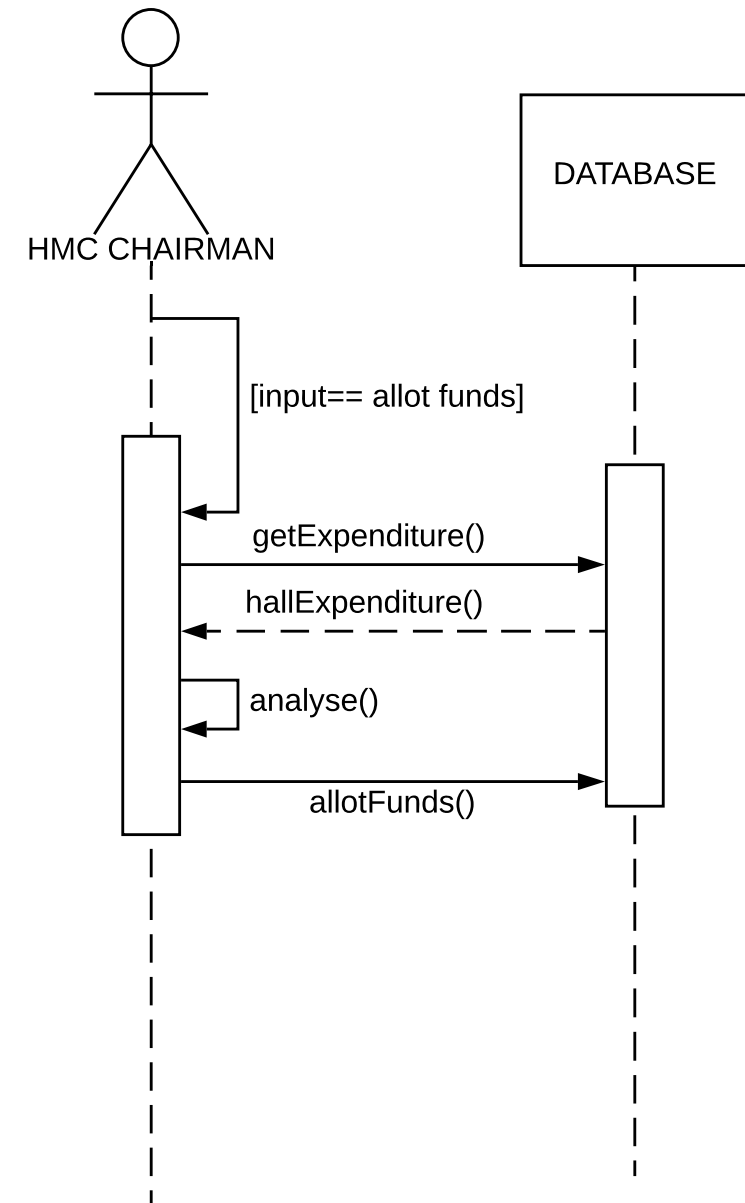 DATABASE
HMC CHAIRMAN
[input== allot funds]
getExpenditure()
hallExpenditure()
analyse()
allotFunds()